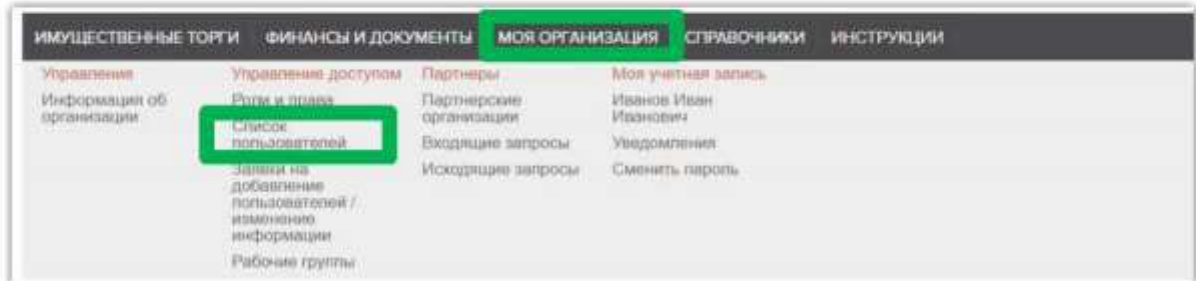 ИМУЩЕСТВЕННЫЕ ТОРГИ ФИНАНСЫ И ДОКУМЕНТЫ МОЯ ОРГАНИЗАЦИЯ СПРАВОЧНИКИ ИНСТРУКЦИИ
Управления
Информация об
организации
Управление доступом
Роли и права
Список
пользователей
Заявки на
добавление
пользователей /
изменение
информации
Рабочие группы
Партнеры
Партнерские
организации
Входящие запросы
Исходящие запросы
Моя учетная запись
Иванов Иван
Иванович
Уведомления
Сменить пароль